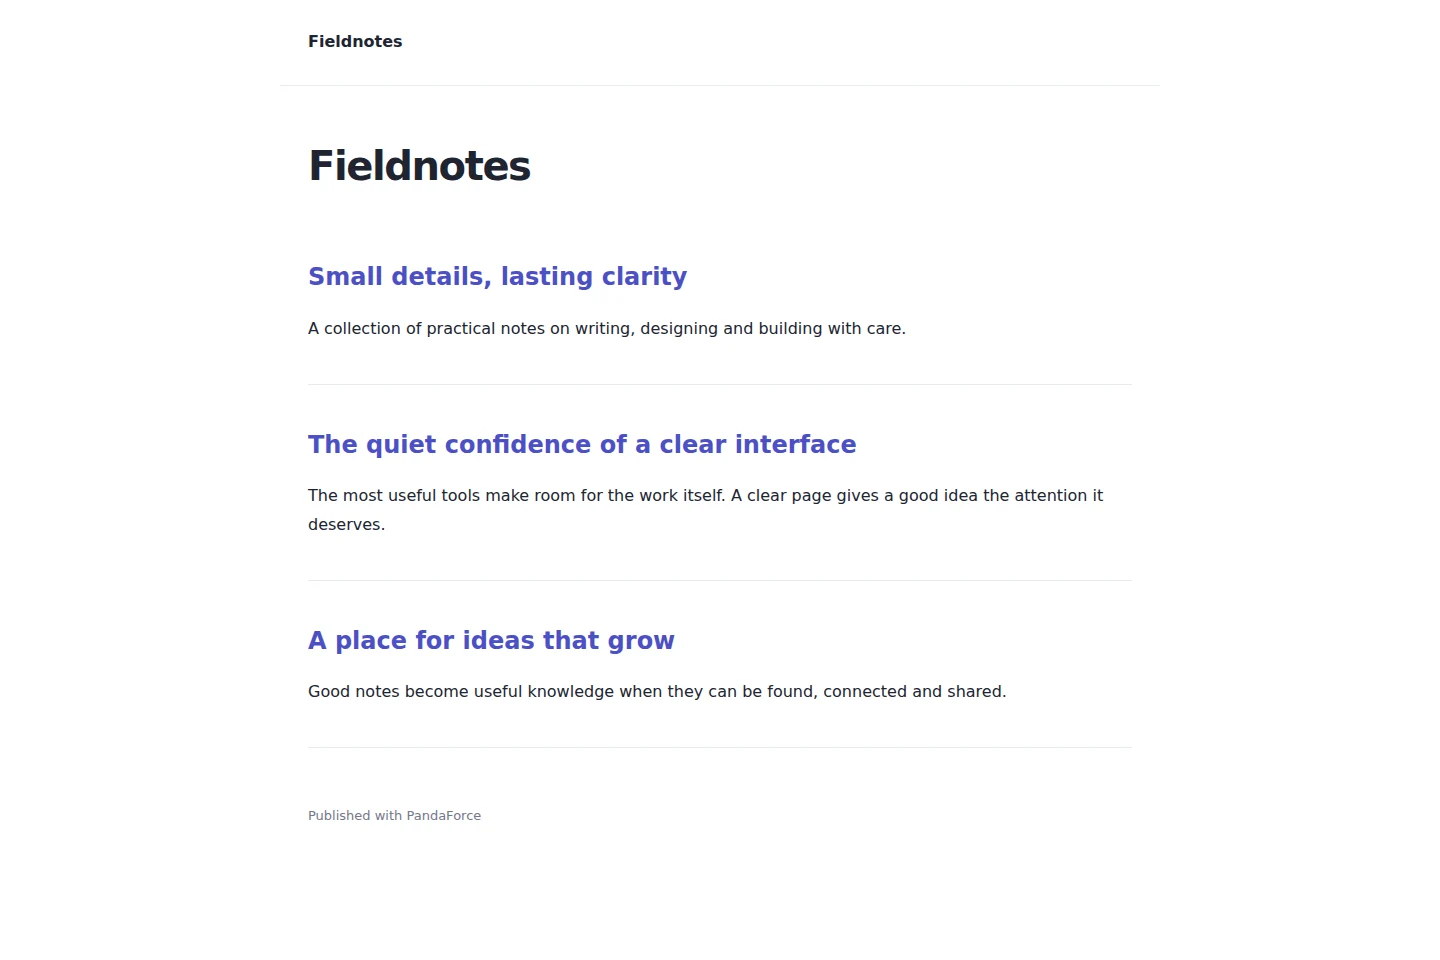 Fieldnotes
Fieldnotes
Small details, lasting clarity
A collection of practical notes on writing, designing and building with care.
The quiet confidence of a clear interface
The most useful tools make room for the work itself. A clear page gives a good idea the attention it
deserves.
A place for ideas that grow
Good notes become useful knowledge when they can be found, connected and shared.
Published with PandaForce